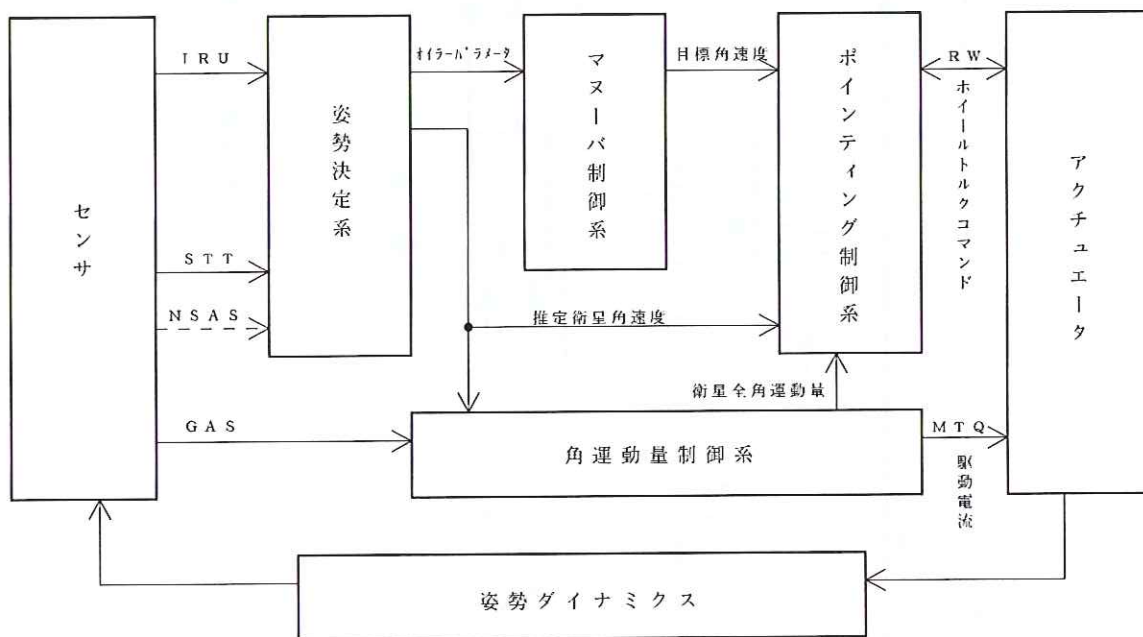 センサ
IRU
STT
NSAS
GAS
姿勢決定系
オイラーパラメータ
マヌーバ制御系
目標角速度
ポインティング制御系
RW
ホイールトルクコマンド
アクチュエータ
推定衛星角速度
衛星全角運動量
角運動量制御系
MTQ
駆動電流
姿勢ダイナミクス